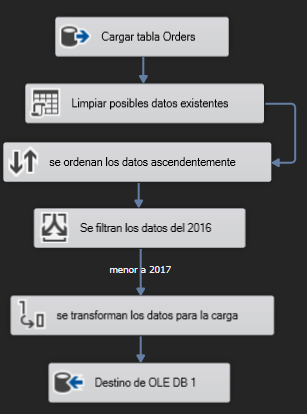 Cargar tabla Orders
Limpiar posibles datos existentes
se ordenan los datos ascendentemente
Se filtran los datos del 2016
menor a 2017
se transforman los datos para la carga
Destino de OLE DB 1